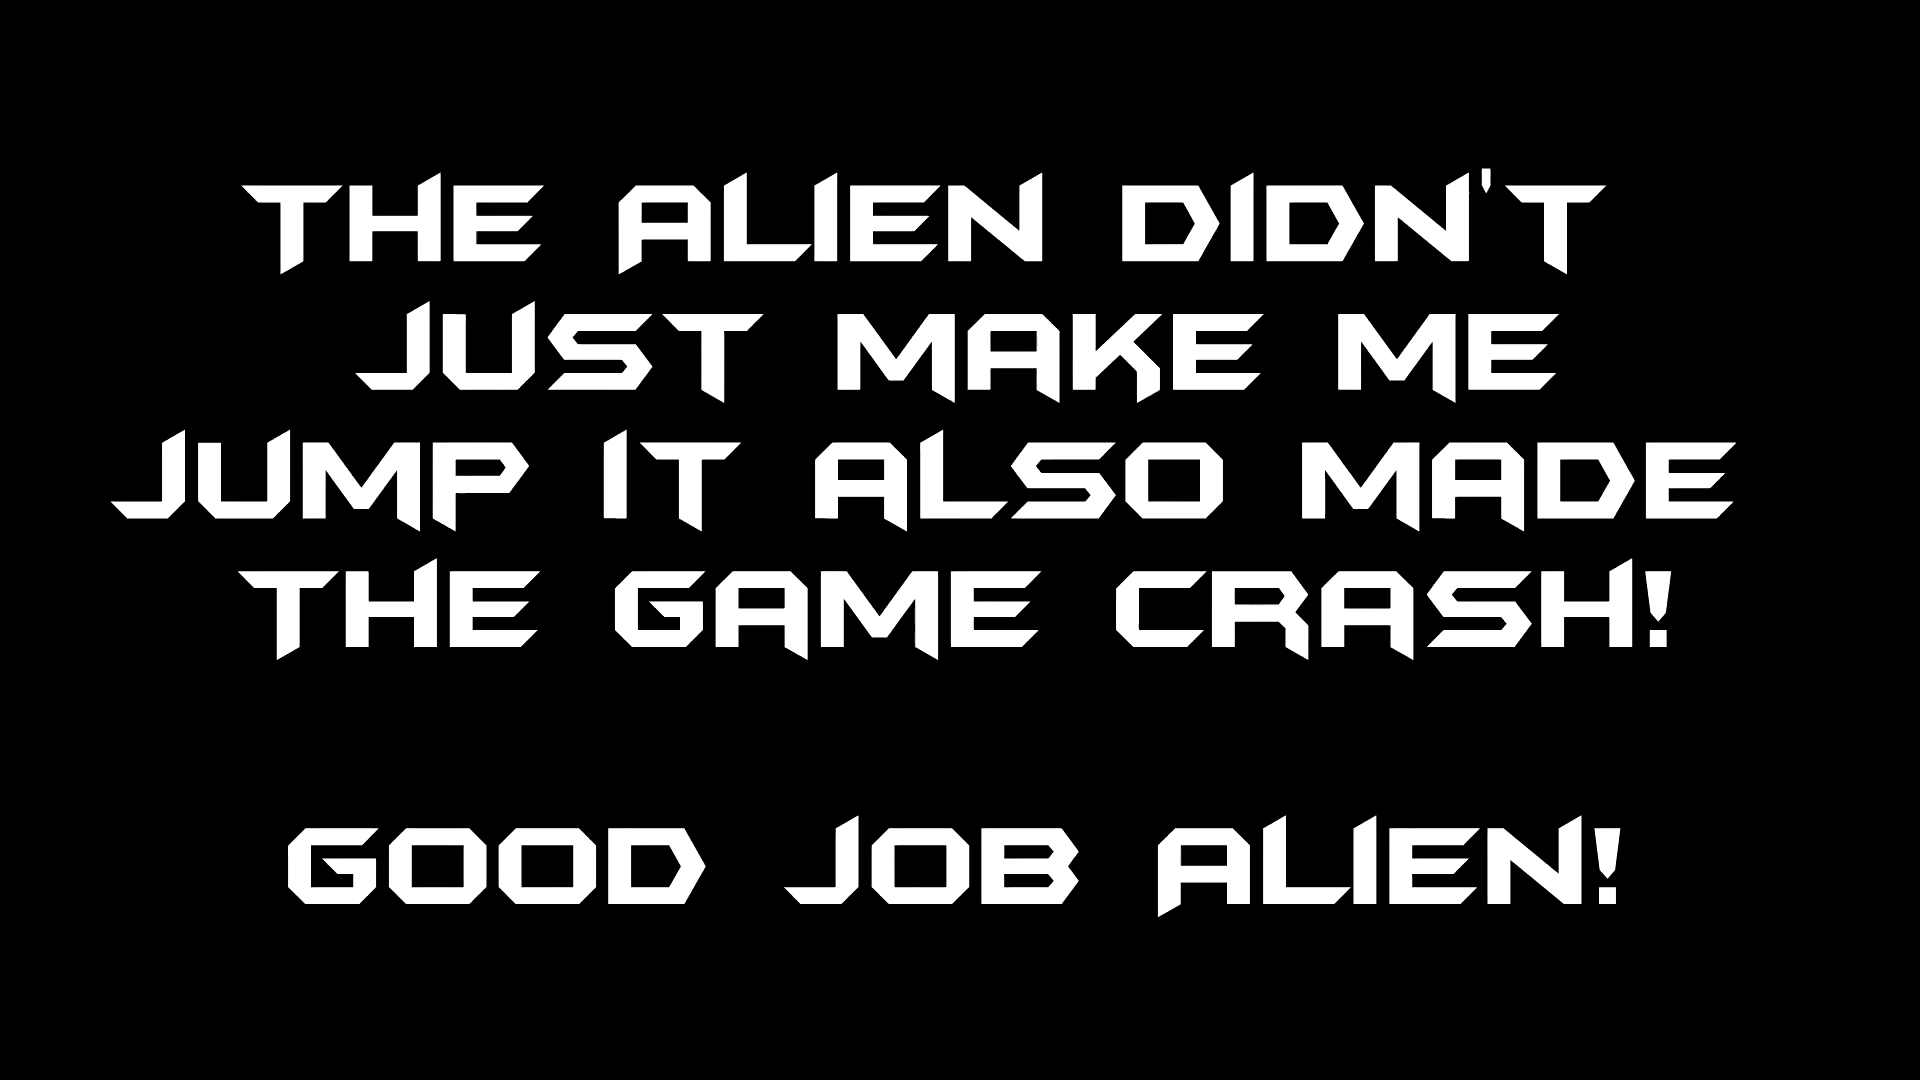 THE ALIEN DIDN'T
JUST MAKE ME
JUMP IT ALSO MADE
THE GAME CRASH!
GOOD JOB ALIEN!